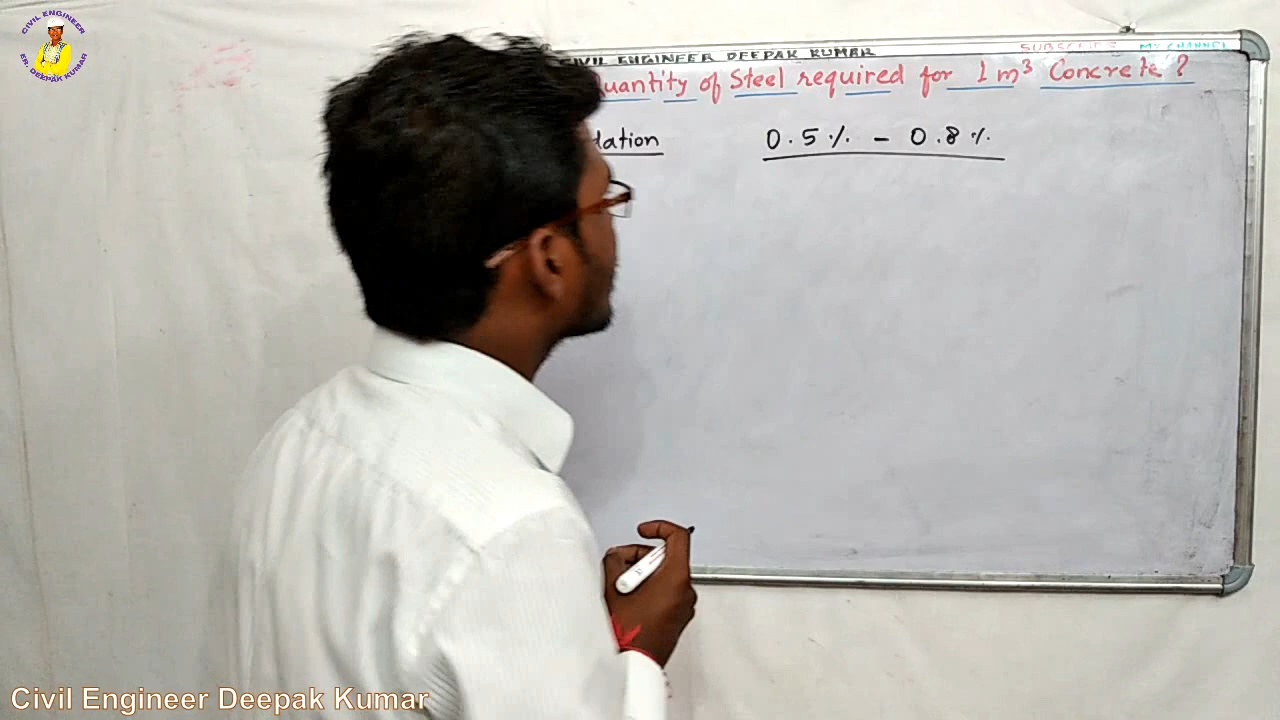 CIVIL ENGINEER
ER. DEEPAK KUMAR
CIVIL ENGINEER DEEPAK KUMAR SUBSCRIBE MY CHANNEL
uantity of Steel required for 1 m³ Concrete ?
dation 0.5% - 0.8%
Civil Engineer Deepak Kumar